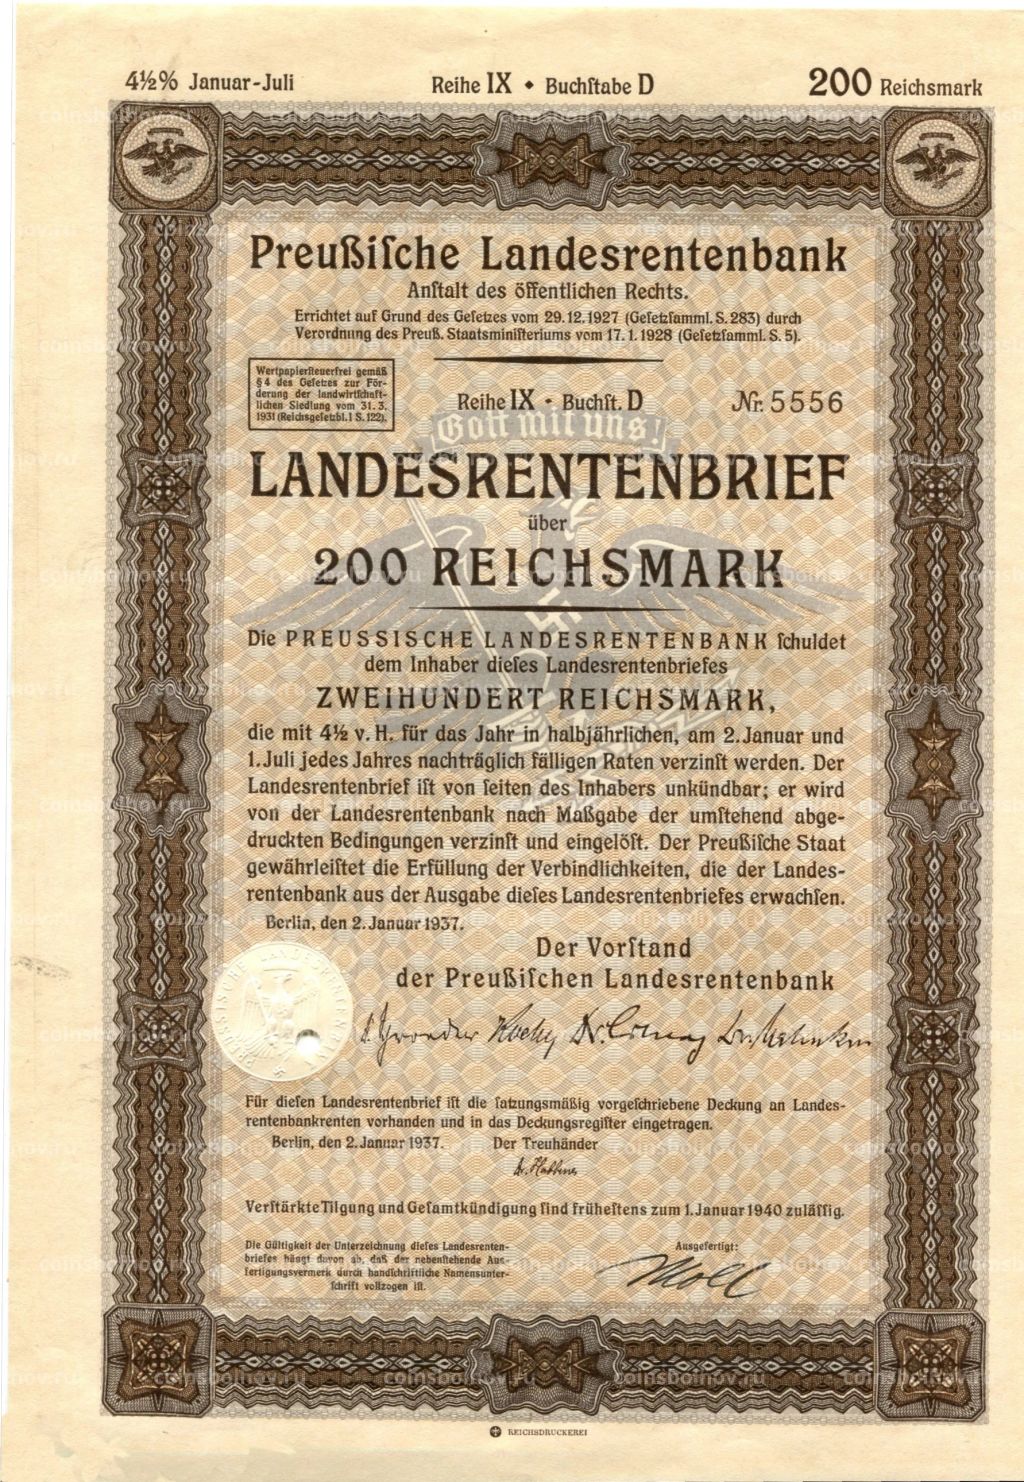 4½% Januar-Juli
Reihe IX • Buchſtabe D
200 Reichsmark
Preußiſche Landesrentenbank
Anſtalt des öffentlichen Rechts.
Errichtet auf Grund des Geſetzes vom 29.12.1927 (Geſetzſamml. S. 283) durch
Verordnung des Preuß. Staatsminiſteriums vom 17. 1. 1928 (Geſetzſamml. S. 5).
Wertpapierſteuerfrei gemäß
§ 4 des Geſetzes zur För-
derung der landwirtſchaft-
lichen Siedlung vom 31. 3.
1931 (Reichsgeſetzbl. I S. 122).
Reihe IX • Buchſt. D
Nr. 5556
Gott mit uns!
LANDESRENTENBRIEF
über
200 REICHSMARK
Die PREUSSISCHE LANDESRENTENBANK ſchuldet
dem Inhaber dieſes Landesrentenbriefes
ZWEIHUNDERT REICHSMARK,
die mit 4½ v. H. für das Jahr in halbjährlichen, am 2. Januar und
1. Juli jedes Jahres nachträglich fälligen Raten verzinſt werden. Der
Landesrentenbrief iſt von ſeiten des Inhabers unkündbar; er wird
von der Landesrentenbank nach Maßgabe der umſtehend abge-
druckten Bedingungen verzinſt und eingelöſt. Der Preußiſche Staat
gewährleiſtet die Erfüllung der Verbindlichkeiten, die der Landes-
rentenbank aus der Ausgabe dieſes Landesrentenbriefes erwachſen.
Berlin, den 2. Januar 1937.
Der Vorſtand
der Preußiſchen Landesrentenbank
Für dieſen Landesrentenbrief iſt die ſatzungsmäßig vorgeſchriebene Deckung an Landes-
rentenbankrenten vorhanden und in das Deckungsregiſter eingetragen.
Berlin, den 2. Januar 1937.
Der Treuhänder
Verſtärkte Tilgung und Geſamtkündigung ſind früheſtens zum 1. Januar 1940 zuläſſig.
Die Gültigkeit der Unterzeichnung dieſes Landesrenten-
briefes hängt davon ab, daß der nebenſtehende Aus-
fertigungsvermerk durch handſchriftliche Namensunter-
ſchrift vollzogen iſt.
Ausgefertigt:
Moll
REICHSDRUCKEREI
coinsbolhov.ru